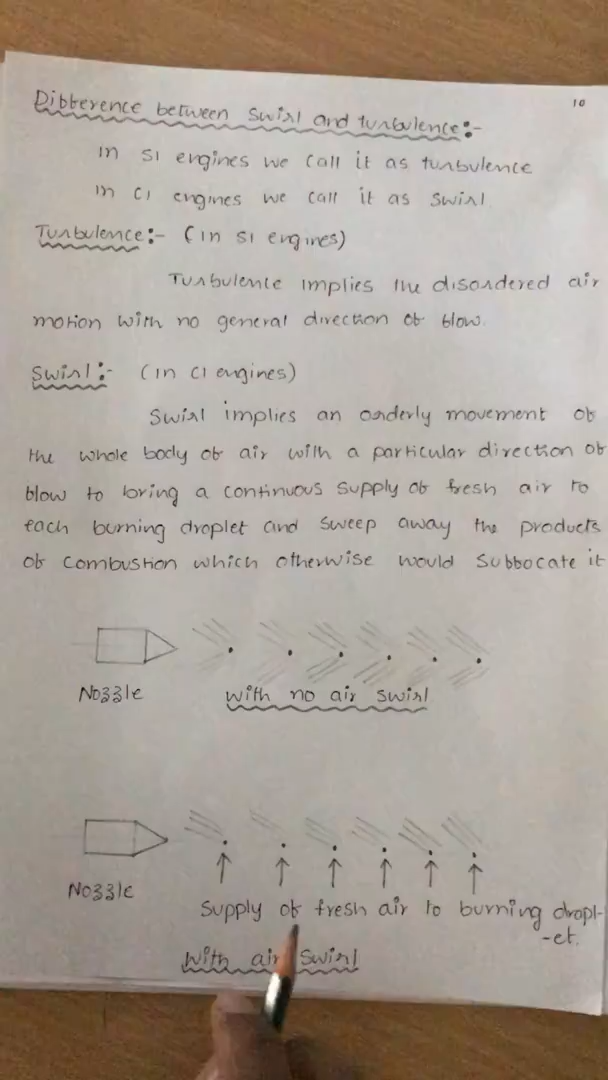 10
Difference between Swirl and turbulence:-
In SI engines we call it as turbulence
In CI engines we call it as swirl
Turbulence:- (in SI engines)
Turbulence implies the disordered air
motion with no general direction of flow.
Swirl:- (in CI engines)
Swirl implies an orderly movement of
the whole body of air with a particular direction of
flow to bring a continuous supply of fresh air to
each burning droplet and sweep away the products
of combustion which otherwise would suffocate it
Nozzle
with no air swirl
Nozzle
Supply of fresh air to burning dropl-
-et.
With air Swirl